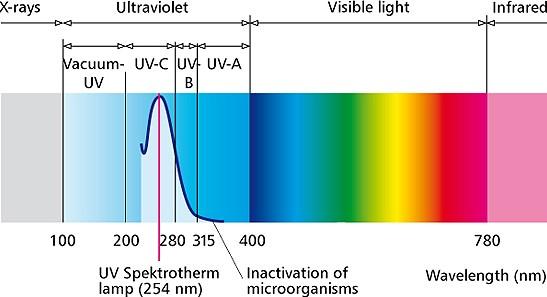 X-rays Ultraviolet Visible light Infrared
Vacuum-
UV
UV-C
UV-
B
UV-A
100 200 280 315 400 780
UV Spektrotherm
lamp (254 nm)
Inactivation of
microorganisms
Wavelength (nm)